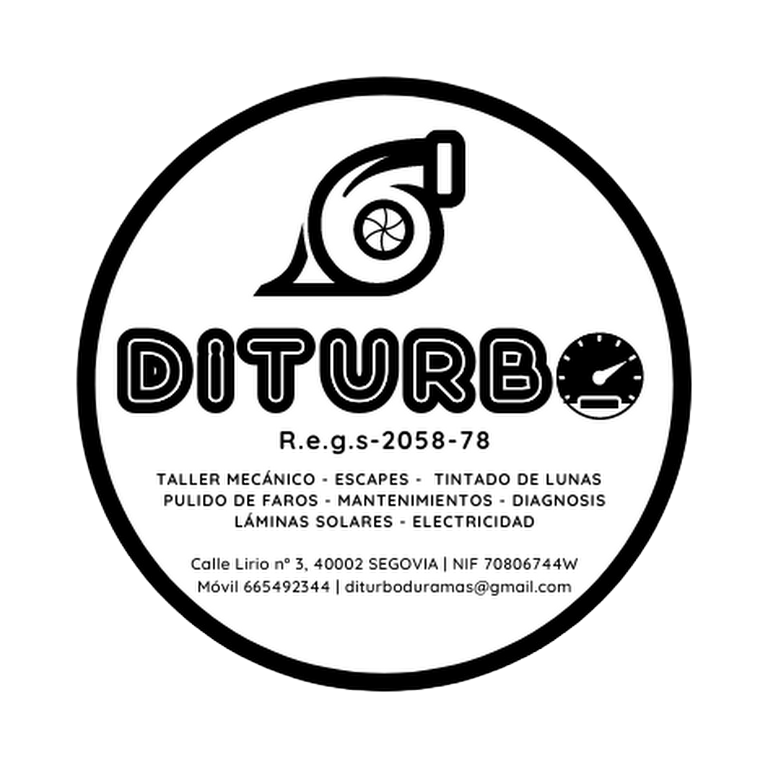 DITURBO
R.e.g.s-2058-78
TALLER MECÁNICO - ESCAPES - TINTADO DE LUNAS
PULIDO DE FAROS - MANTENIMIENTOS - DIAGNOSIS
LÁMINAS SOLARES - ELECTRICIDAD
Calle Lirio nº 3, 40002 SEGOVIA | NIF 70806744W
Móvil 665492344 | diturboduramas@gmail.com